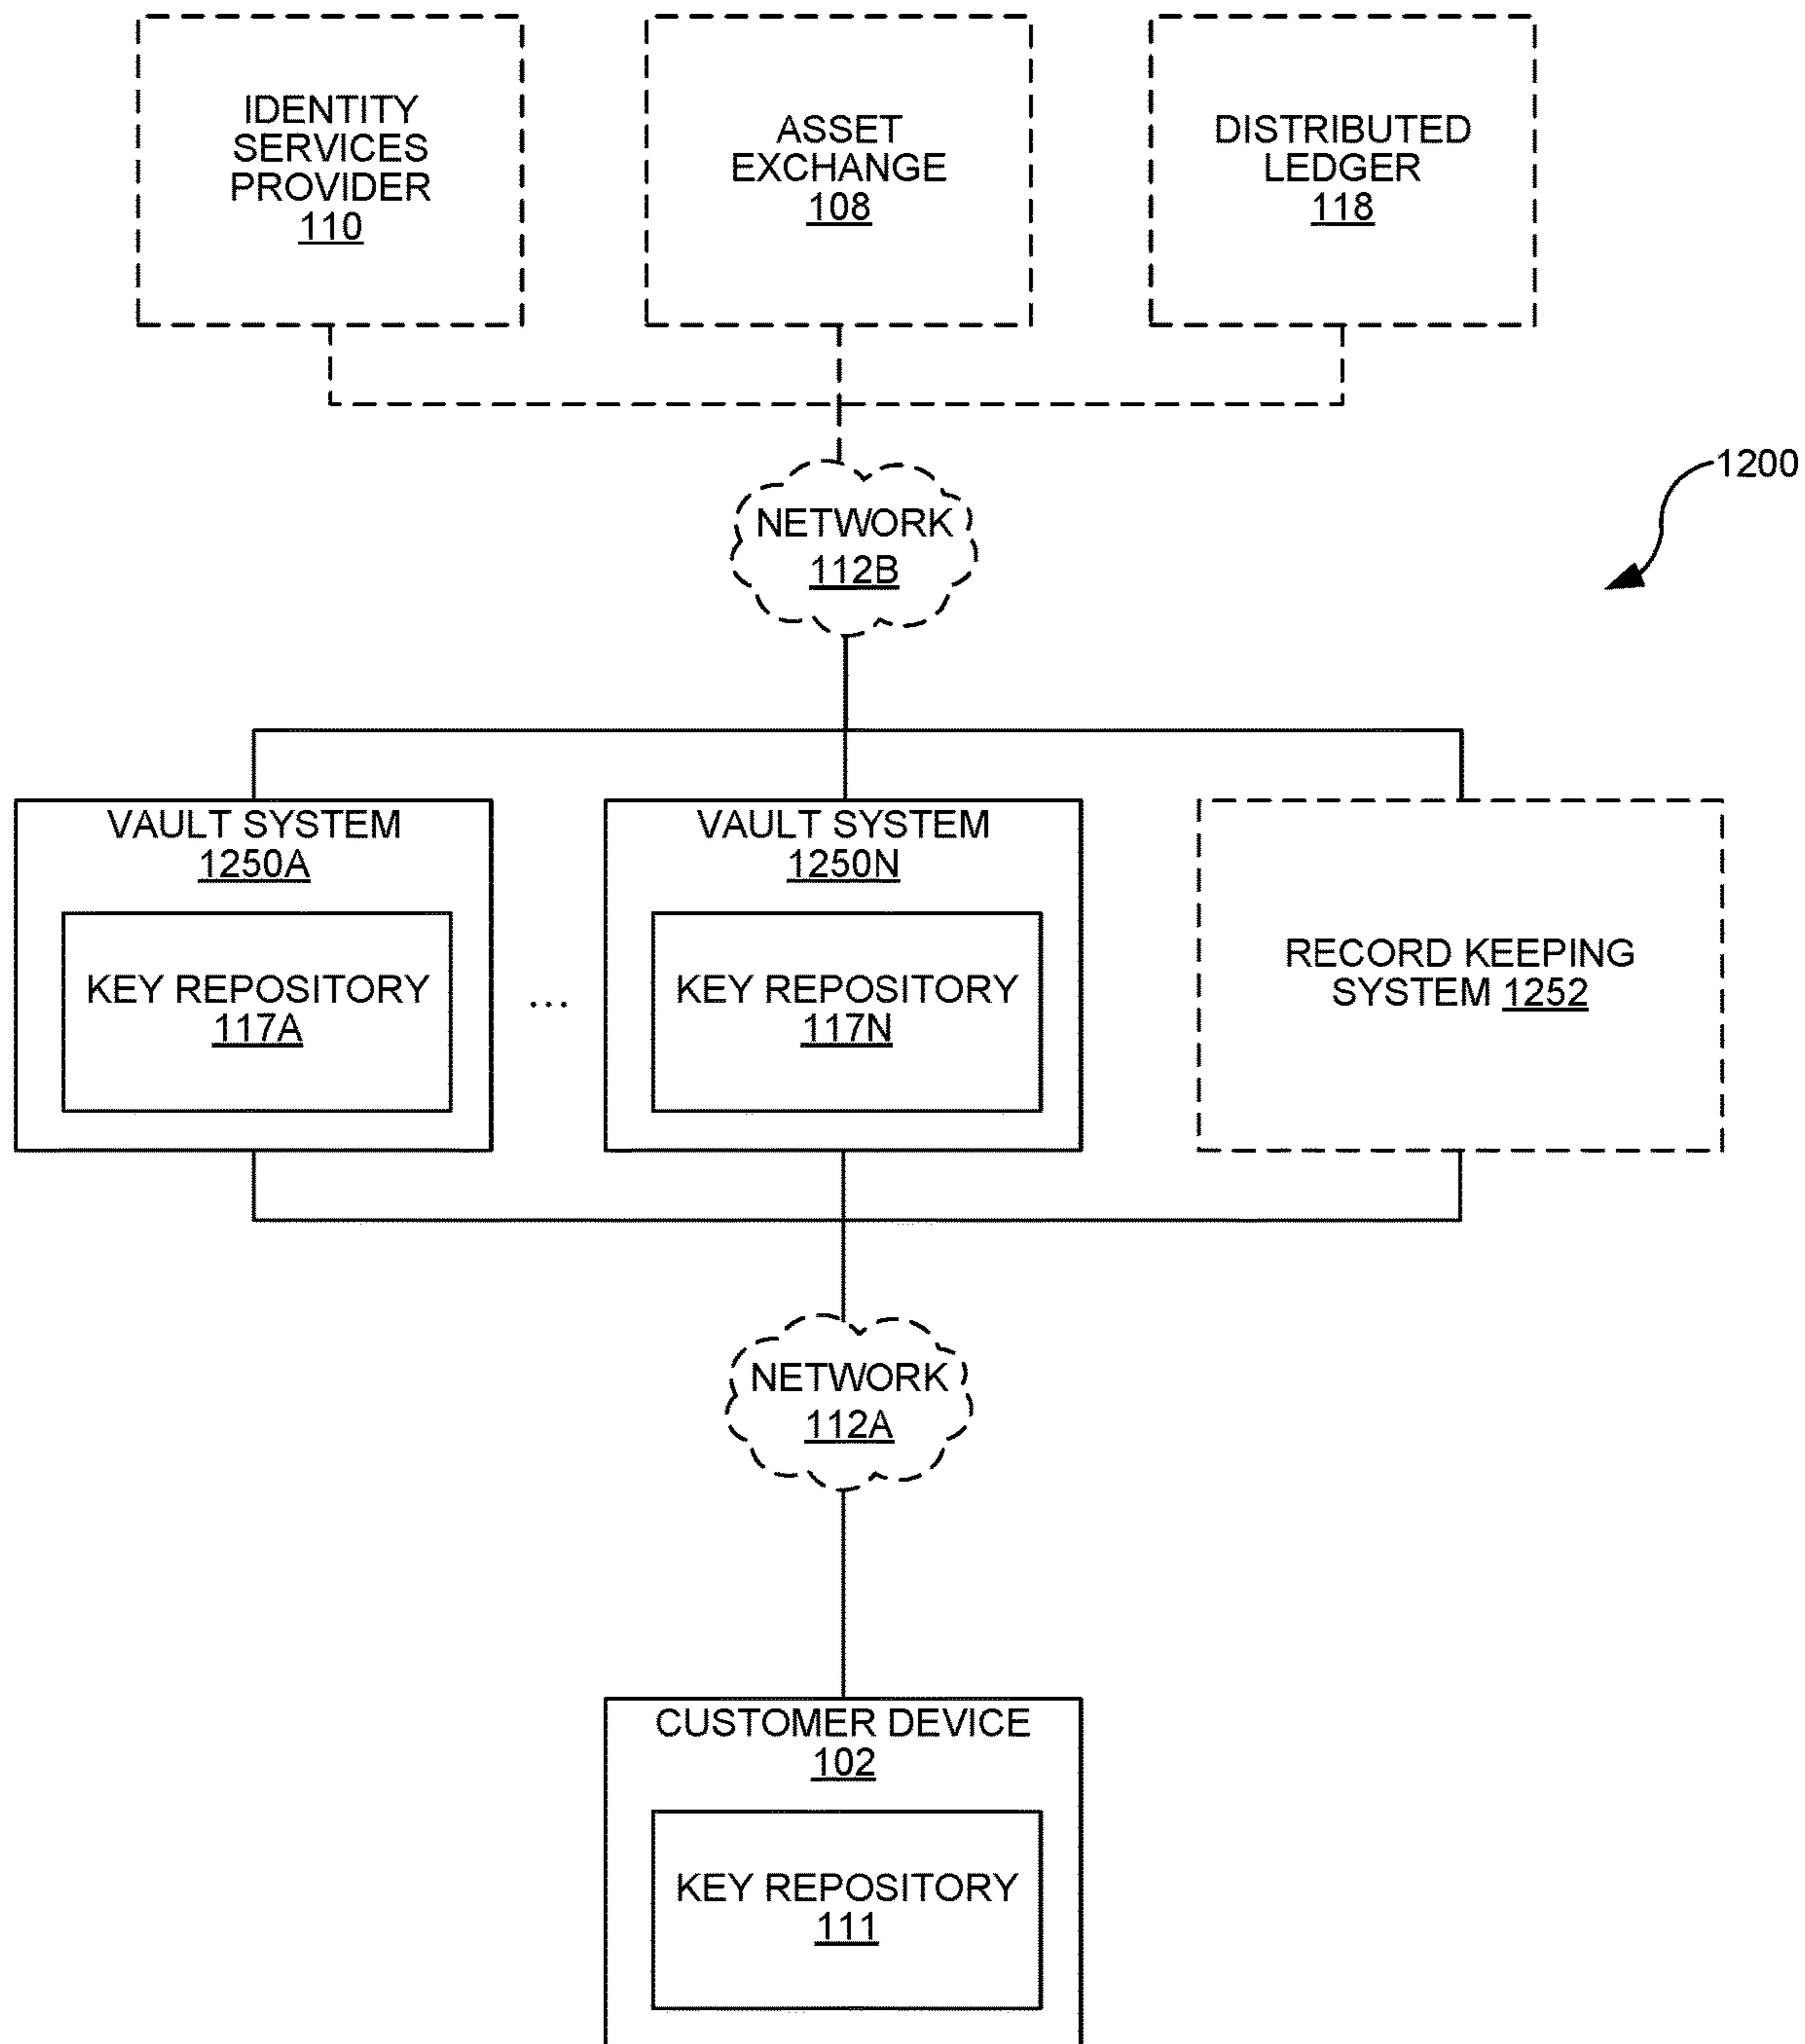 IDENTITY
SERVICES
PROVIDER
110
ASSET
EXCHANGE
108
DISTRIBUTED
LEDGER
118
1200
NETWORK
112B
VAULT SYSTEM
1250A
KEY REPOSITORY
117A
...
VAULT SYSTEM
1250N
KEY REPOSITORY
117N
RECORD KEEPING
SYSTEM 1252
NETWORK
112A
CUSTOMER DEVICE
102
KEY REPOSITORY
111